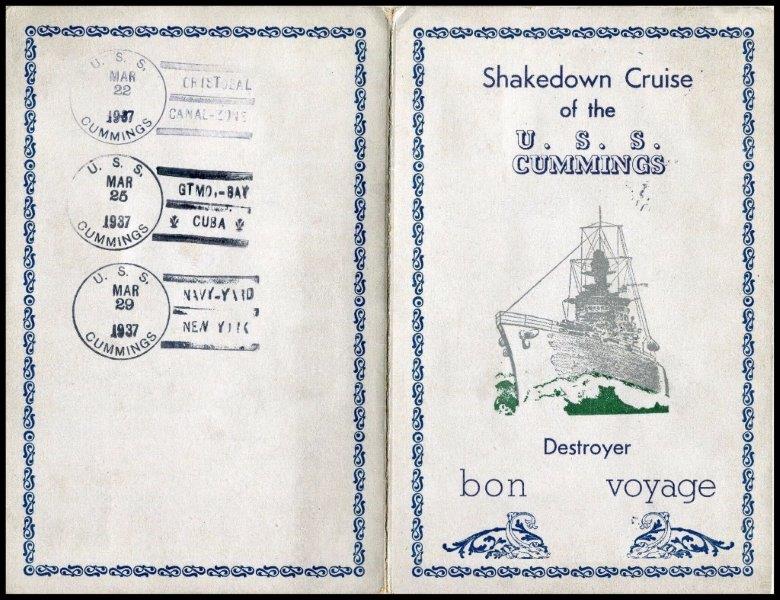 U. S. S.
MAR
22
1937
CUMMINGS
CRISTOBAL
CANAL-ZONE
U. S. S.
MAR
25
1937
CUMMINGS
GTMO.-BAY
CUBA
U. S. S.
MAR
29
1937
CUMMINGS
NAVY-YARD
NEW YORK
Shakedown Cruise
of the
U. S. S.
CUMMINGS
Destroyer
bon voyage